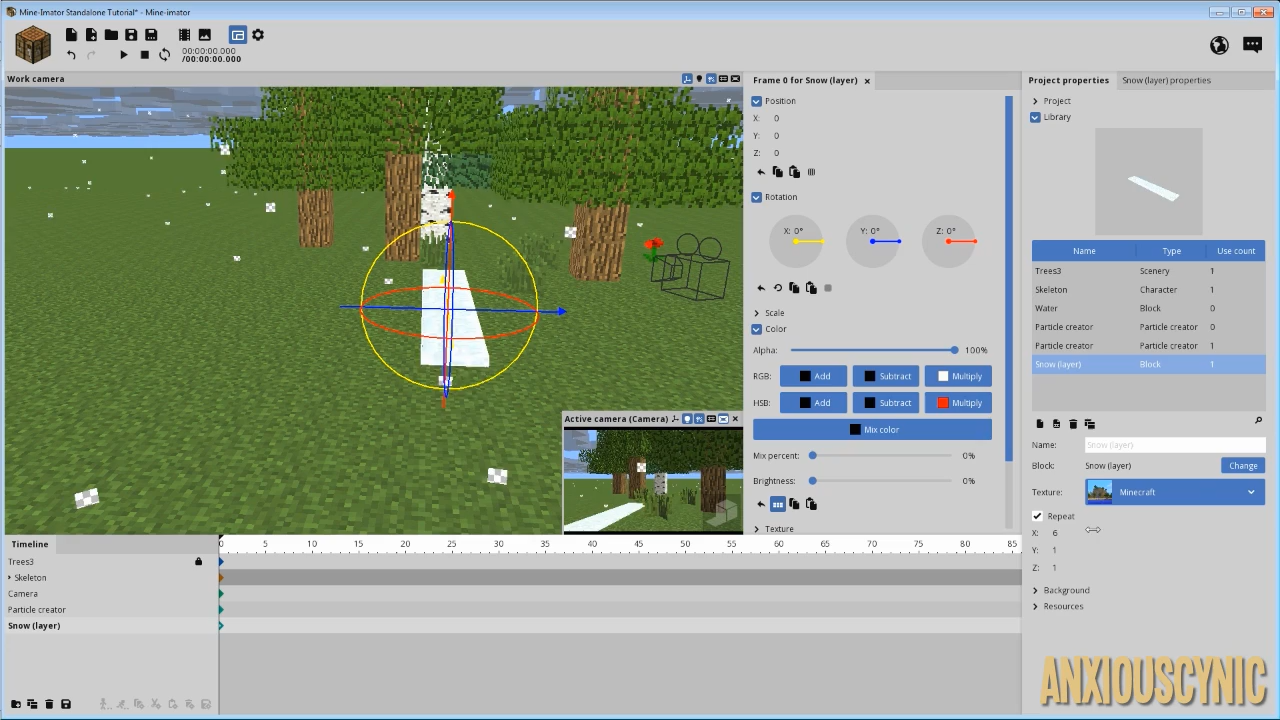 Mine-Imator Standalone Tutorial* - Mine-imator
00:00:00.000
/00:00:00.000
Work camera
Active camera (Camera)
Frame 0 for Snow (layer)
Position
X: 0
Y: 0
Z: 0
Rotation
X: 0° Y: 0° Z: 0°
Scale
Color
Alpha: 100%
RGB: Add Subtract Multiply
HSB: Add Subtract Multiply
Mix color
Mix percent: 0%
Brightness: 0%
Texture
Project properties Snow (layer) properties
Project
Library
Name Type Use count
Trees3 Scenery 1
Skeleton Character 1
Water Block 0
Particle creator Particle creator 0
Particle creator Particle creator 1
Snow (layer) Block 1
Name: Snow (layer)
Block: Snow (layer) Change
Texture: Minecraft
Repeat
X: 6
Y: 1
Z: 1
Background
Resources
Timeline
0 5 10 15 20 25 30 35 40 45 50 55 60 65 70 75 80 85
Trees3
Skeleton
Camera
Particle creator
Snow (layer)
ANXIOUSCYNIC